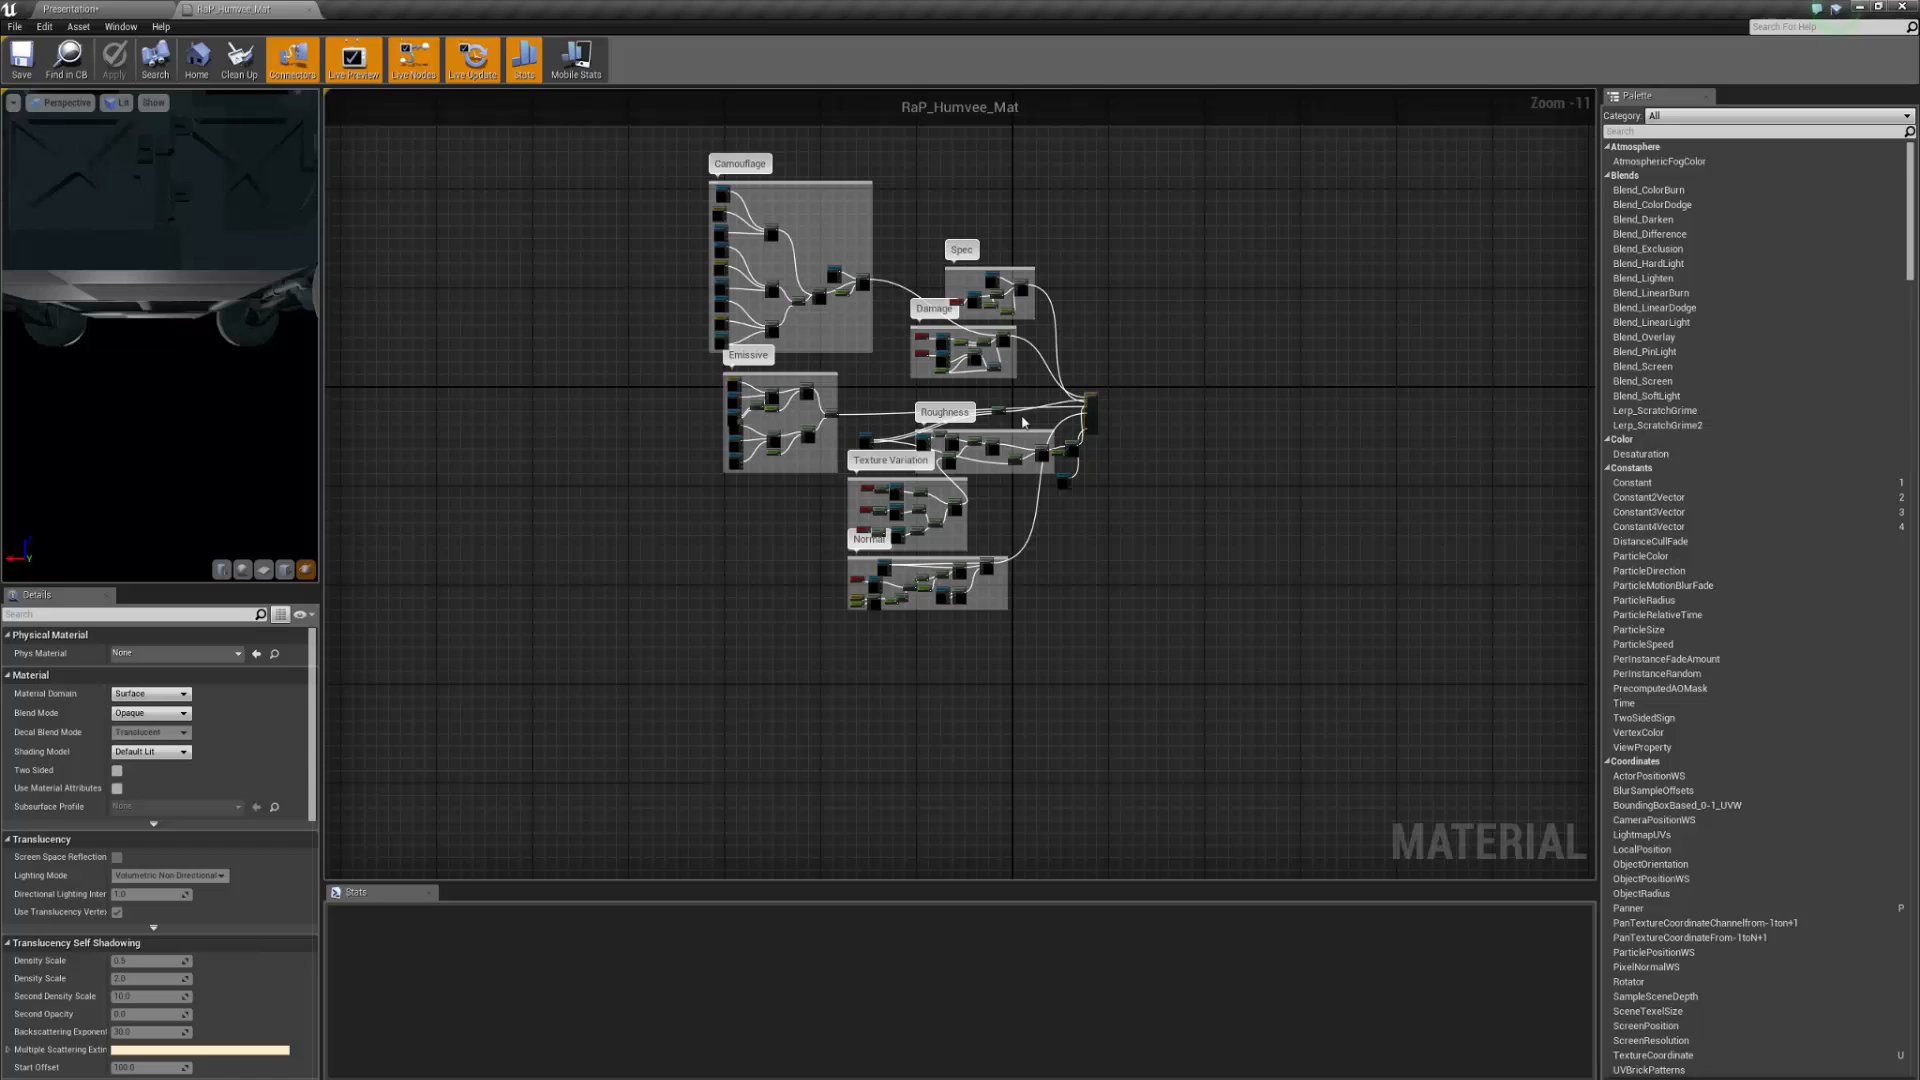 Presentation*
RaP_Humvee_Mat
File Edit Asset Window Help
Search For Help
Save Find in CB Apply Search Home Clean Up Connectors Live Preview Live Nodes Live Update Stats Mobile Stats
Perspective Lit Show
RaP_Humvee_Mat
Zoom -11
Camouflage
Spec
Damage
Emissive
Roughness
Texture Variation
Normal
MATERIAL
Stats
Details
Search
Physical Material
Phys Material None
Material
Material Domain Surface
Blend Mode Opaque
Decal Blend Mode Translucent
Shading Model Default Lit
Two Sided
Use Material Attributes
Subsurface Profile None
Translucency
Screen Space Reflection
Lighting Mode Volumetric Non Directional
Directional Lighting Inter 1.0
Use Translucency Vertex
Translucency Self Shadowing
Density Scale 0.5
Density Scale 2.0
Second Density Scale 10.0
Second Opacity 0.0
Backscattering Exponent 30.0
Multiple Scattering Extin
Start Offset 100.0
Palette
Category: All
Search
Atmosphere
AtmosphericFogColor
Blends
Blend_ColorBurn
Blend_ColorDodge
Blend_Darken
Blend_Difference
Blend_Exclusion
Blend_HardLight
Blend_Lighten
Blend_LinearBurn
Blend_LinearDodge
Blend_LinearLight
Blend_Overlay
Blend_PinLight
Blend_Screen
Blend_Screen
Blend_SoftLight
Lerp_ScratchGrime
Lerp_ScratchGrime2
Color
Desaturation
Constants
Constant 1
Constant2Vector 2
Constant3Vector 3
Constant4Vector 4
DistanceCullFade
ParticleColor
ParticleDirection
ParticleMotionBlurFade
ParticleRadius
ParticleRelativeTime
ParticleSize
ParticleSpeed
PerInstanceFadeAmount
PerInstanceRandom
PrecomputedAOMask
Time
TwoSidedSign
VertexColor
ViewProperty
Coordinates
ActorPositionWS
BlurSampleOffsets
BoundingBoxBased_0-1_UVW
CameraPositionWS
LightmapUVs
LocalPosition
ObjectOrientation
ObjectPositionWS
ObjectRadius
Panner P
PanTextureCoordinateChannelfrom-1ton+1
PanTextureCoordinateFrom-1toN+1
ParticlePositionWS
PixelNormalWS
Rotator
SampleSceneDepth
SceneTexelSize
ScreenPosition
ScreenResolution
TextureCoordinate U
UVBrickPatterns